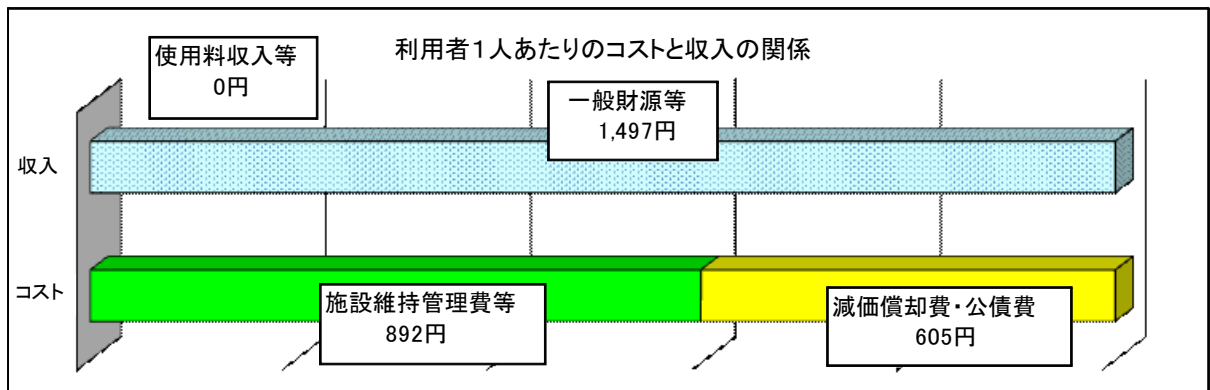 利用者１人あたりのコストと収入の関係
使用料収入等
0円
一般財源等
1,497円
収入
コスト
施設維持管理費等
892円
減価償却費・公債費
605円